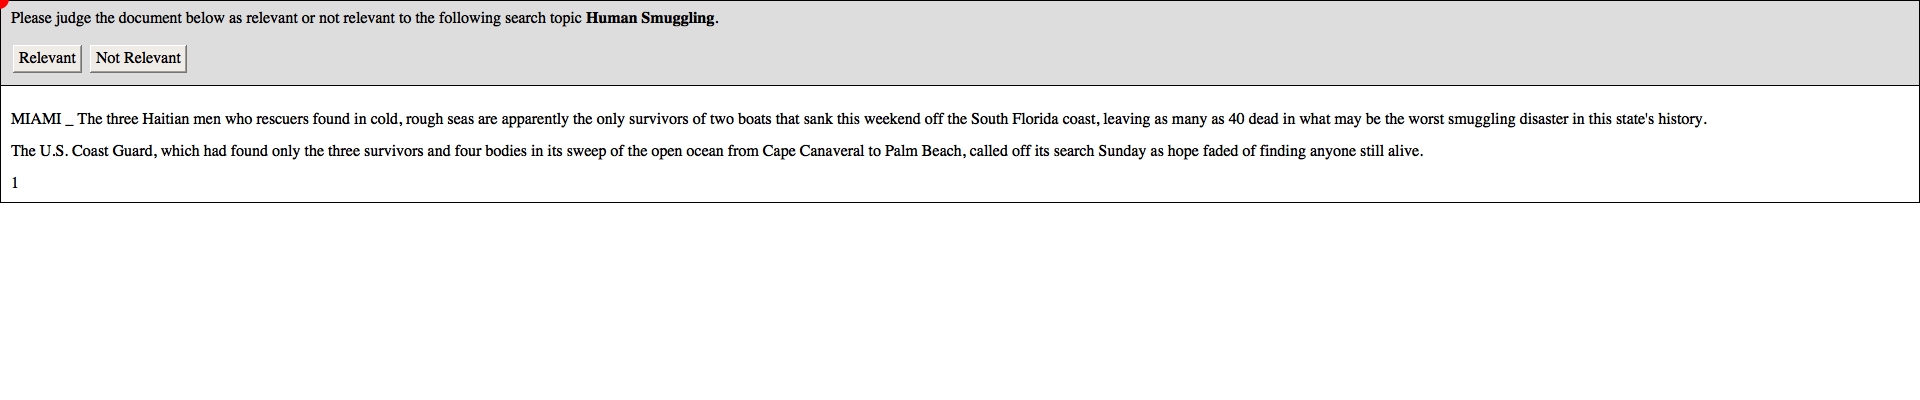 Please judge the document below as relevant or not relevant to the following search topic Human Smuggling.
Relevant Not Relevant
MIAMI _ The three Haitian men who rescuers found in cold, rough seas are apparently the only survivors of two boats that sank this weekend off the South Florida coast, leaving as many as 40 dead in what may be the worst smuggling disaster in this state's history.
The U.S. Coast Guard, which had found only the three survivors and four bodies in its sweep of the open ocean from Cape Canaveral to Palm Beach, called off its search Sunday as hope faded of finding anyone still alive.
1